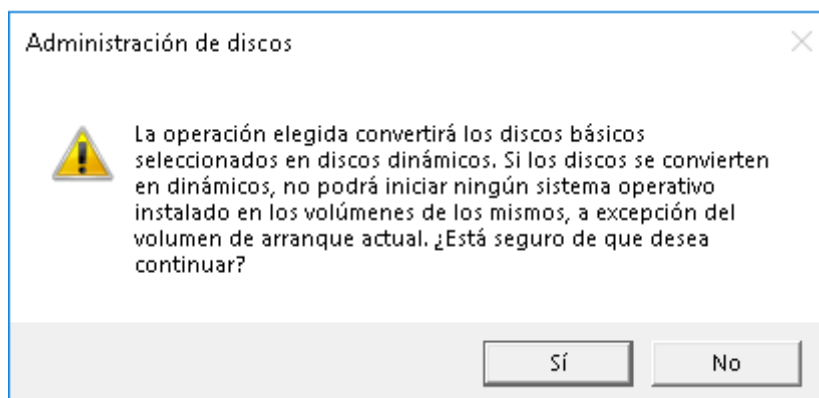 Administración de discos
La operación elegida convertirá los discos básicos
seleccionados en discos dinámicos. Si los discos se convierten
en dinámicos, no podrá iniciar ningún sistema operativo
instalado en los volúmenes de los mismos, a excepción del
volumen de arranque actual. ¿Está seguro de que desea
continuar?
Sí
No